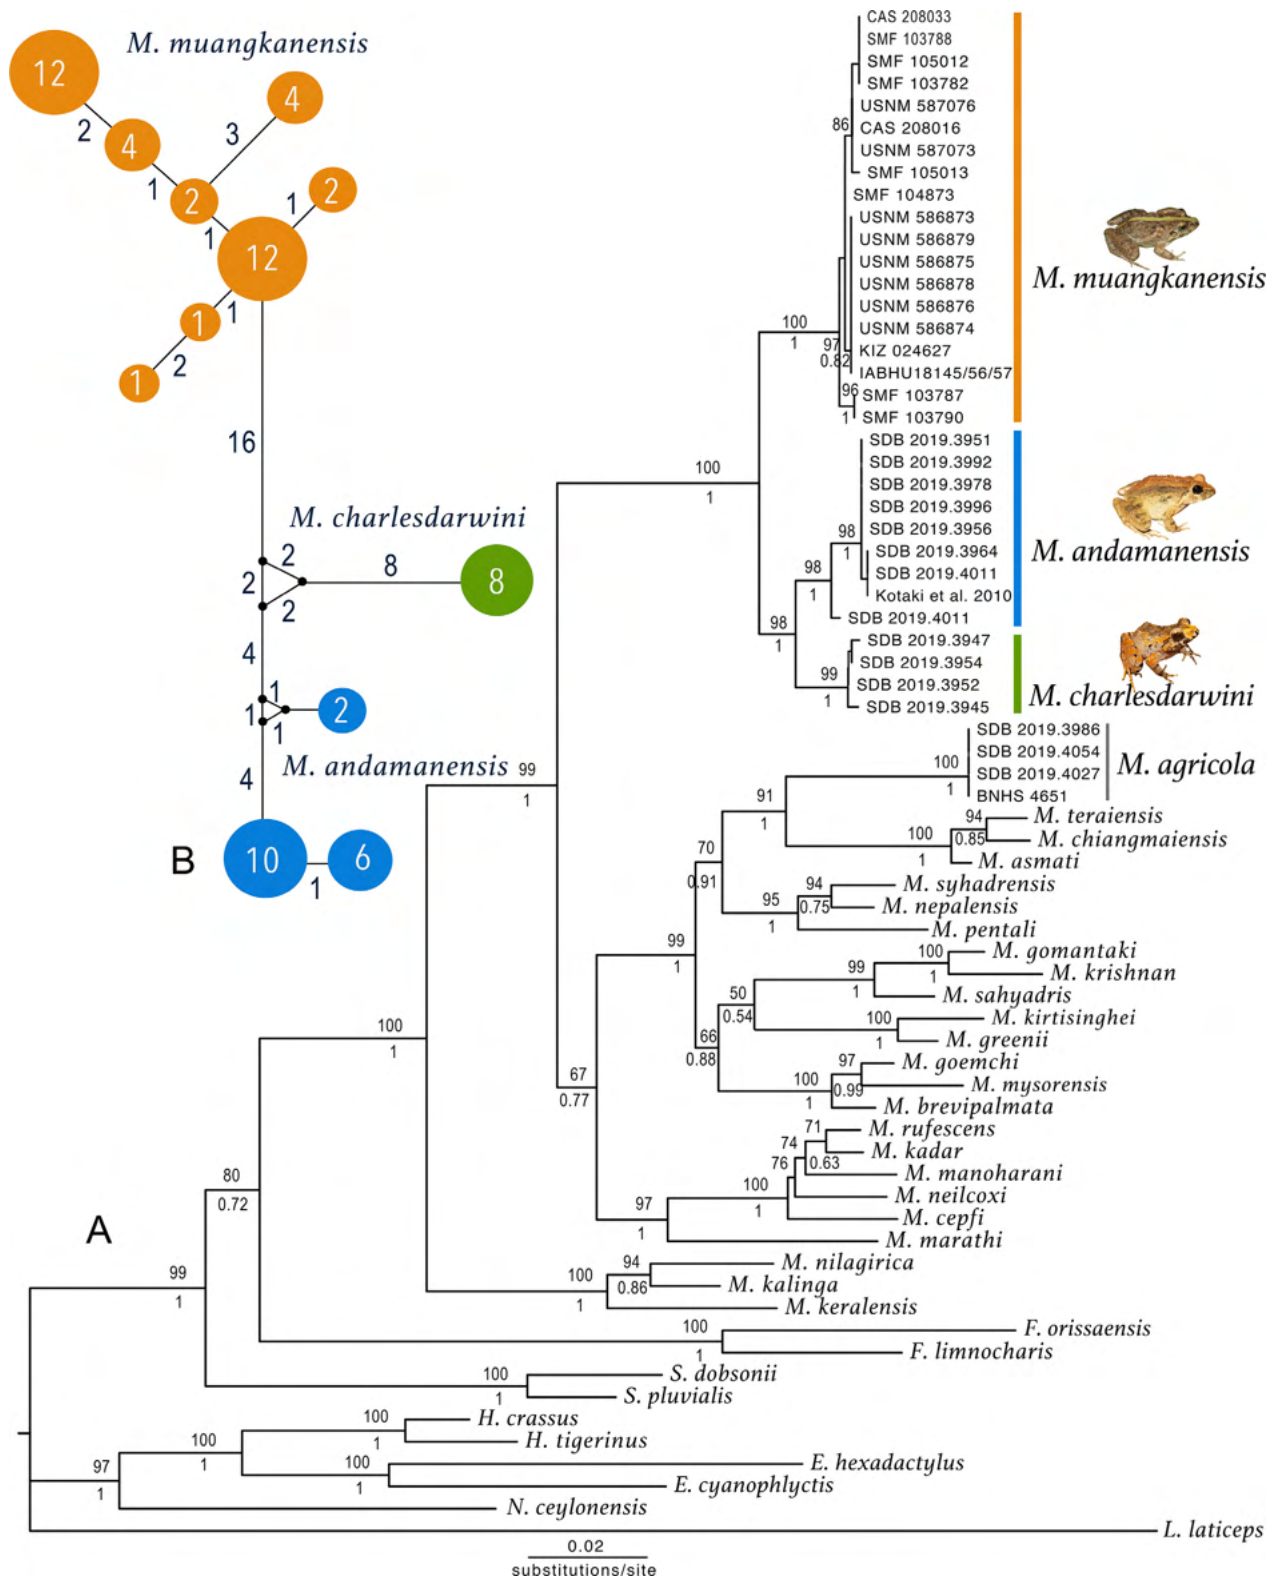 M. muangkanensis
12
2
4
3
4
1
2
1
2
1
12
1
1
2
1
16
M. charlesdarwini
2
2
2
8
8
4
1
1
1
2
M. andamanensis
4
B
10
1
6
A
CAS 208033
SMF 103788
SMF 105012
SMF 103782
USNM 587076
86
CAS 208016
USNM 587073
SMF 105013
SMF 104873
USNM 586873
USNM 586879
USNM 586875
USNM 586878
USNM 586876
USNM 586874
KIZ 024627
IABHU18145/56/57
SMF 103787
SMF 103790
M. muangkanensis
100
1
97
0.82
96
1
SDB 2019.3951
SDB 2019.3992
SDB 2019.3978
SDB 2019.3996
SDB 2019.3956
SDB 2019.3964
SDB 2019.4011
Kotaki et al. 2010
SDB 2019.4011
M. andamanensis
100
1
98
1
98
1
98
1
SDB 2019.3947
SDB 2019.3954
SDB 2019.3952
SDB 2019.3945
M. charlesdarwini
99
1
SDB 2019.3986
SDB 2019.4054
SDB 2019.4027
BNHS 4651
M. agricola
99
1
100
1
91
1
M. teraiensis
M. chiangmaiensis
M. asmati
94
0.85
100
1
70
0.91
M. syhadrensis
M. nepalensis
M. pentali
94
0.75
95
1
99
1
M. gomantaki
M. krishnan
M. sahyadris
100
1
99
1
50
0.54
M. kirtisinghei
M. greenii
100
1
66
0.88
M. goemchi
M. mysorensis
M. brevipalmata
97
0.99
100
1
100
1
67
0.77
M. rufescens
M. kadar
M. manoharani
M. neilcoxi
M. cepfi
M. marathi
71
74
0.63
76
100
1
97
1
80
0.72
M. nilagirica
M. kalinga
M. keralensis
94
0.86
100
1
99
1
F. orissaensis
F. limnocharis
100
1
S. dobsonii
S. pluvialis
100
1
H. crassus
H. tigerinus
100
1
100
1
E. hexadactylus
E. cyanophlyctis
100
1
97
1
N. ceylonensis
L. laticeps
0.02
substitutions/site